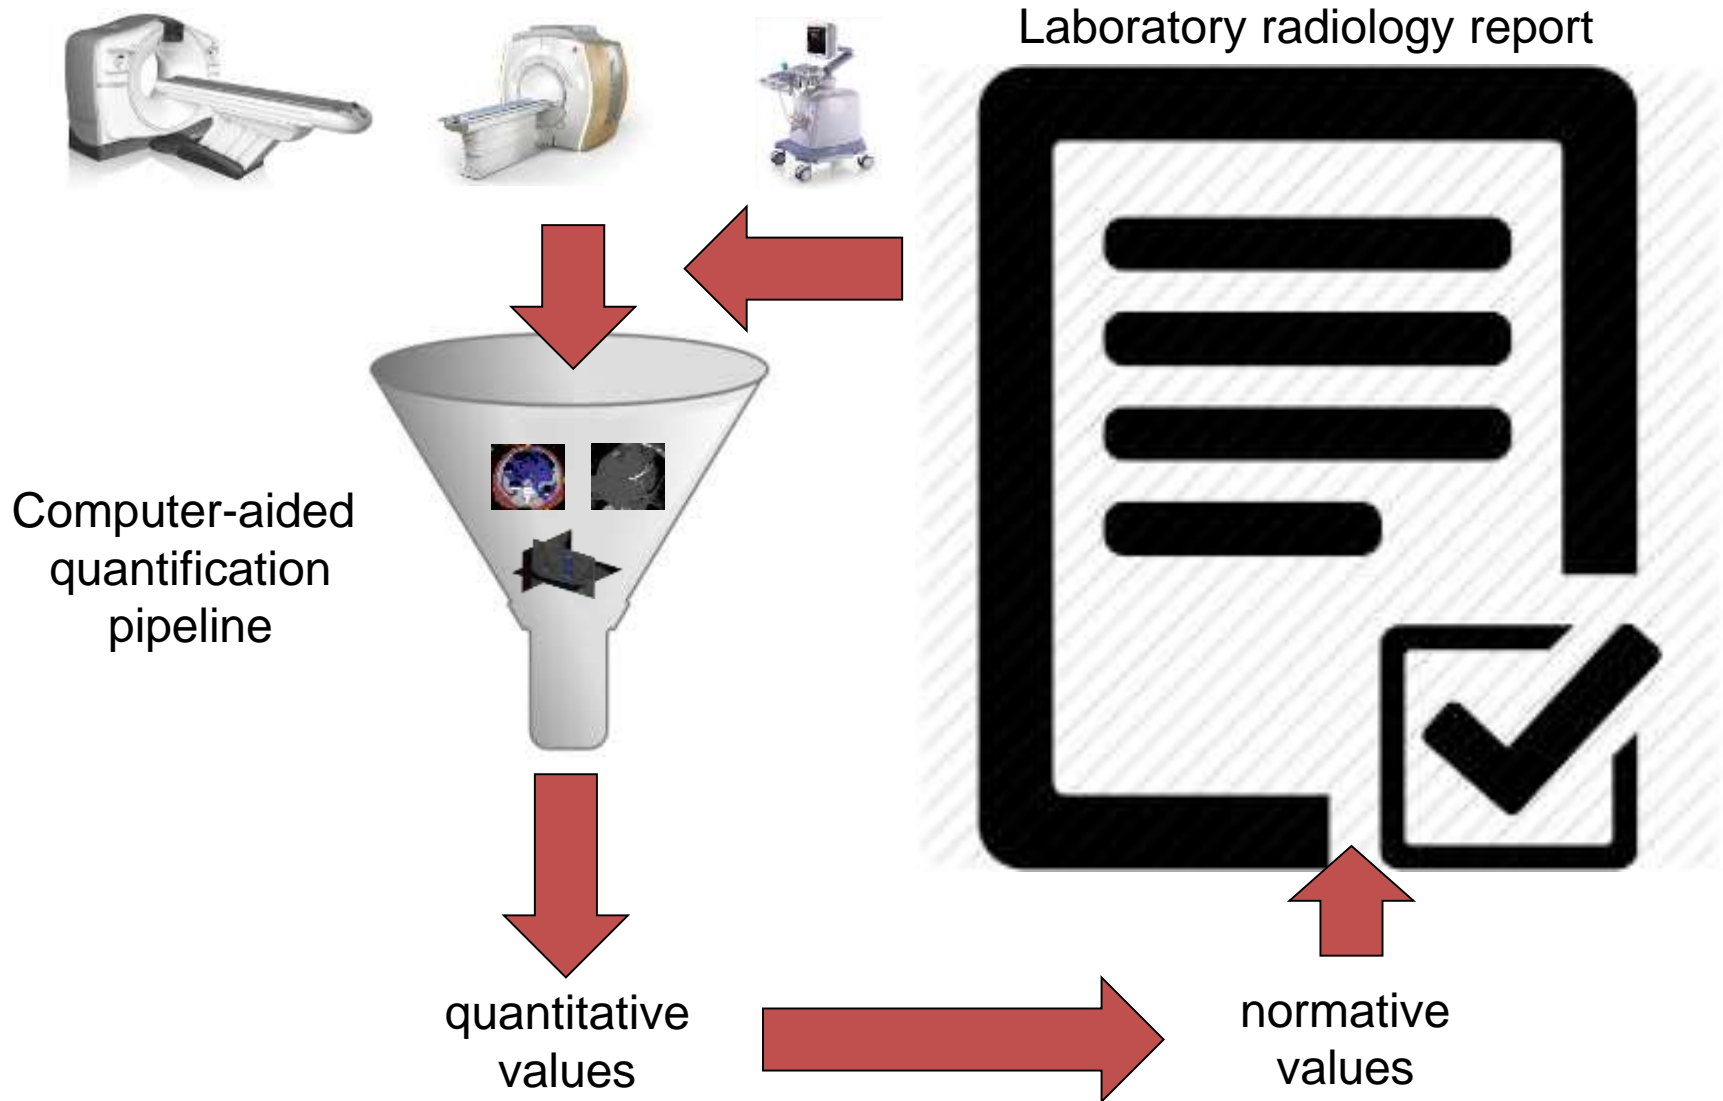 Laboratory radiology report
Computer-aided
quantification
pipeline
quantitative
values
normative
values